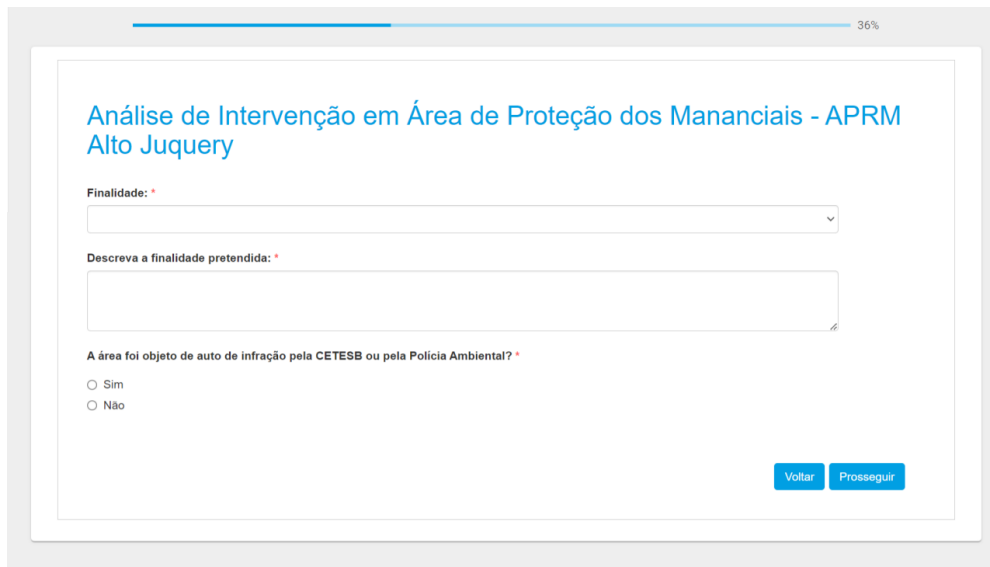 36%
Análise de Intervenção em Área de Proteção dos Mananciais - APRM
Alto Juquery
Finalidade: *
Descreva a finalidade pretendida: *
A área foi objeto de auto de infração pela CETESB ou pela Polícia Ambiental? *
Sim
Não
Voltar Prosseguir